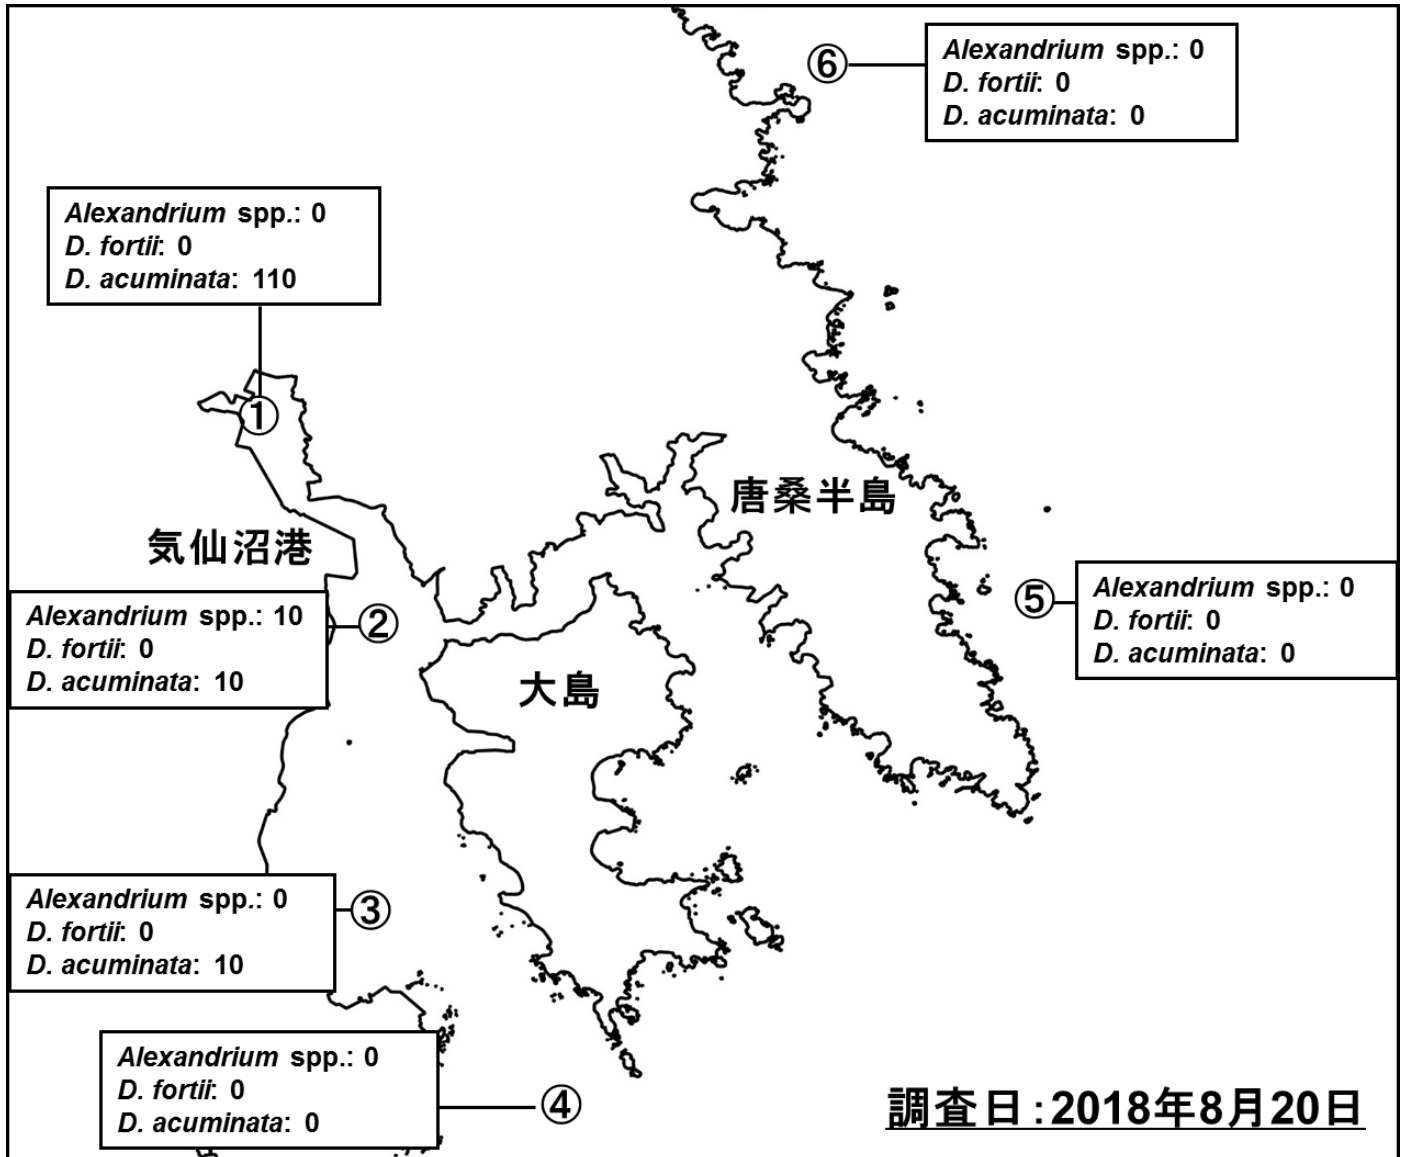 ⑥
Alexandrium spp.: 0
D. fortii: 0
D. acuminata: 0
Alexandrium spp.: 0
D. fortii: 0
D. acuminata: 110
①
唐桑半島
気仙沼港
Alexandrium spp.: 10
D. fortii: 0
D. acuminata: 10
②
⑤
Alexandrium spp.: 0
D. fortii: 0
D. acuminata: 0
大島
Alexandrium spp.: 0
D. fortii: 0
D. acuminata: 10
③
Alexandrium spp.: 0
D. fortii: 0
D. acuminata: 0
④
調査日：2018年8月20日